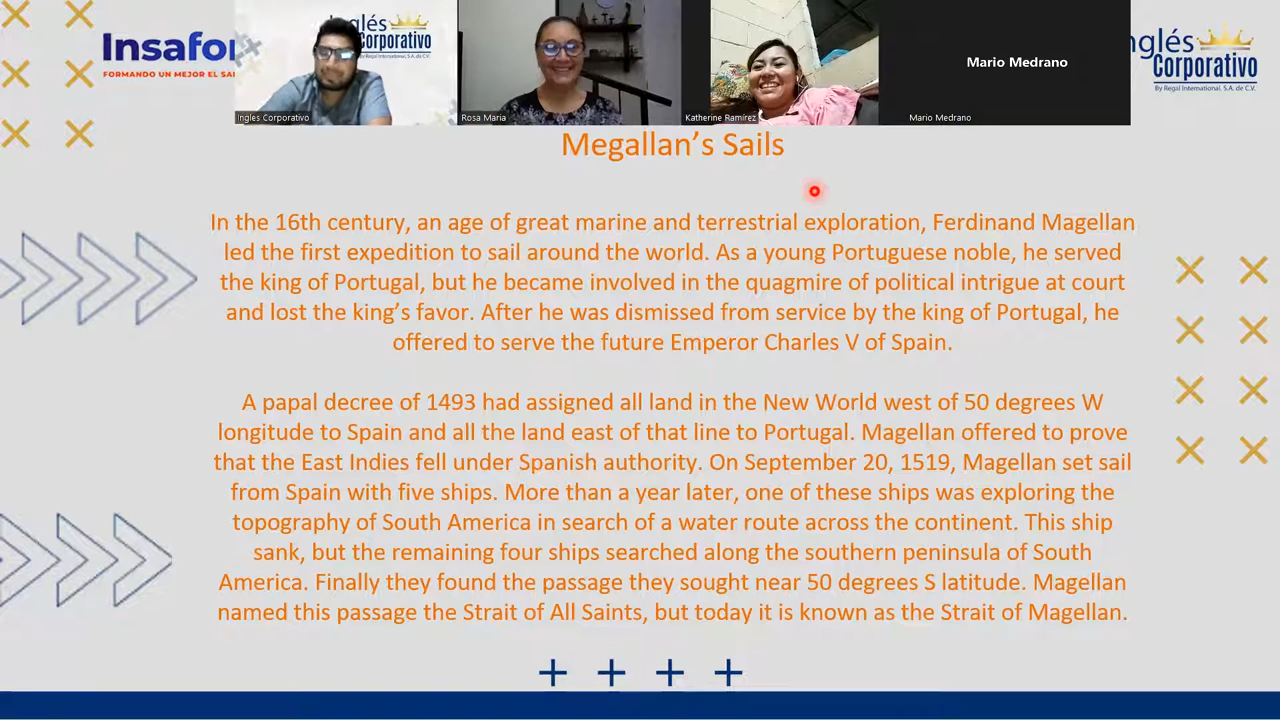 Insafo
FORMANDO UN MEJOR EL SA
Inglés
Corporativo
By Regal International, S.A. de C.V.
Ingles Corporativo
Rosa Maria
Katherine Ramírez
Mario Medrano
Mario Medrano
nglés
Corporativo
By Regal International, S.A. de C.V.
Megallan's Sails
In the 16th century, an age of great marine and terrestrial exploration, Ferdinand Magellan
led the first expedition to sail around the world. As a young Portuguese noble, he served
the king of Portugal, but he became involved in the quagmire of political intrigue at court
and lost the king's favor. After he was dismissed from service by the king of Portugal, he
offered to serve the future Emperor Charles V of Spain.
A papal decree of 1493 had assigned all land in the New World west of 50 degrees W
longitude to Spain and all the land east of that line to Portugal. Magellan offered to prove
that the East Indies fell under Spanish authority. On September 20, 1519, Magellan set sail
from Spain with five ships. More than a year later, one of these ships was exploring the
topography of South America in search of a water route across the continent. This ship
sank, but the remaining four ships searched along the southern peninsula of South
America. Finally they found the passage they sought near 50 degrees S latitude. Magellan
named this passage the Strait of All Saints, but today it is known as the Strait of Magellan.